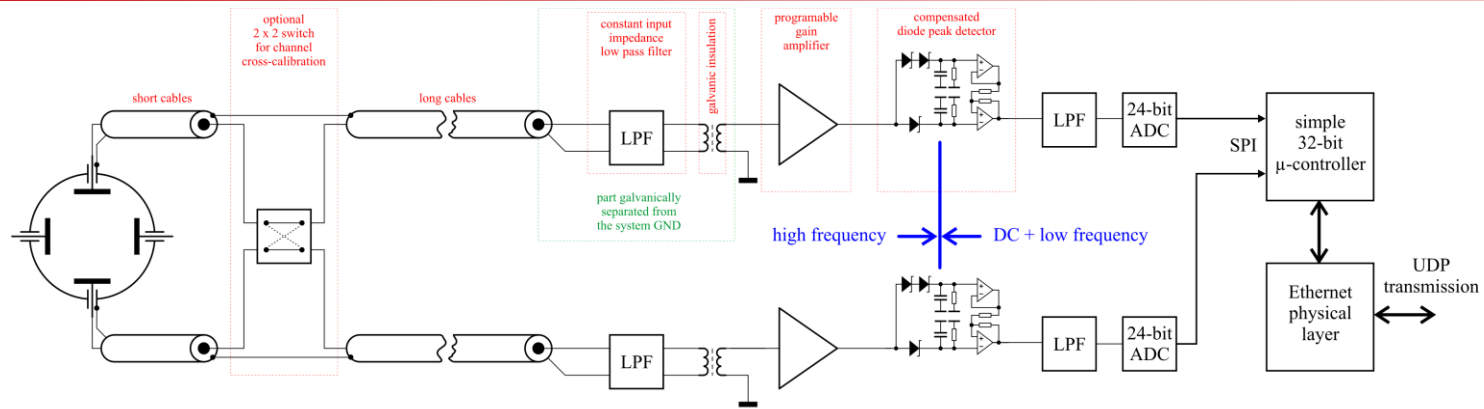 optional
2 x 2 switch
for channel
cross-calibration
constant input
impedance
low pass filter
galvanic insulation
programable
gain
amplifier
compensated
diode peak detector
short cables
long cables
LPF
LPF
24-bit
ADC
SPI
simple
32-bit
μ-controller
part galvanically
separated from
the system GND
high frequency
DC + low frequency
UDP
transmission
Ethernet
physical
layer
LPF
LPF
24-bit
ADC